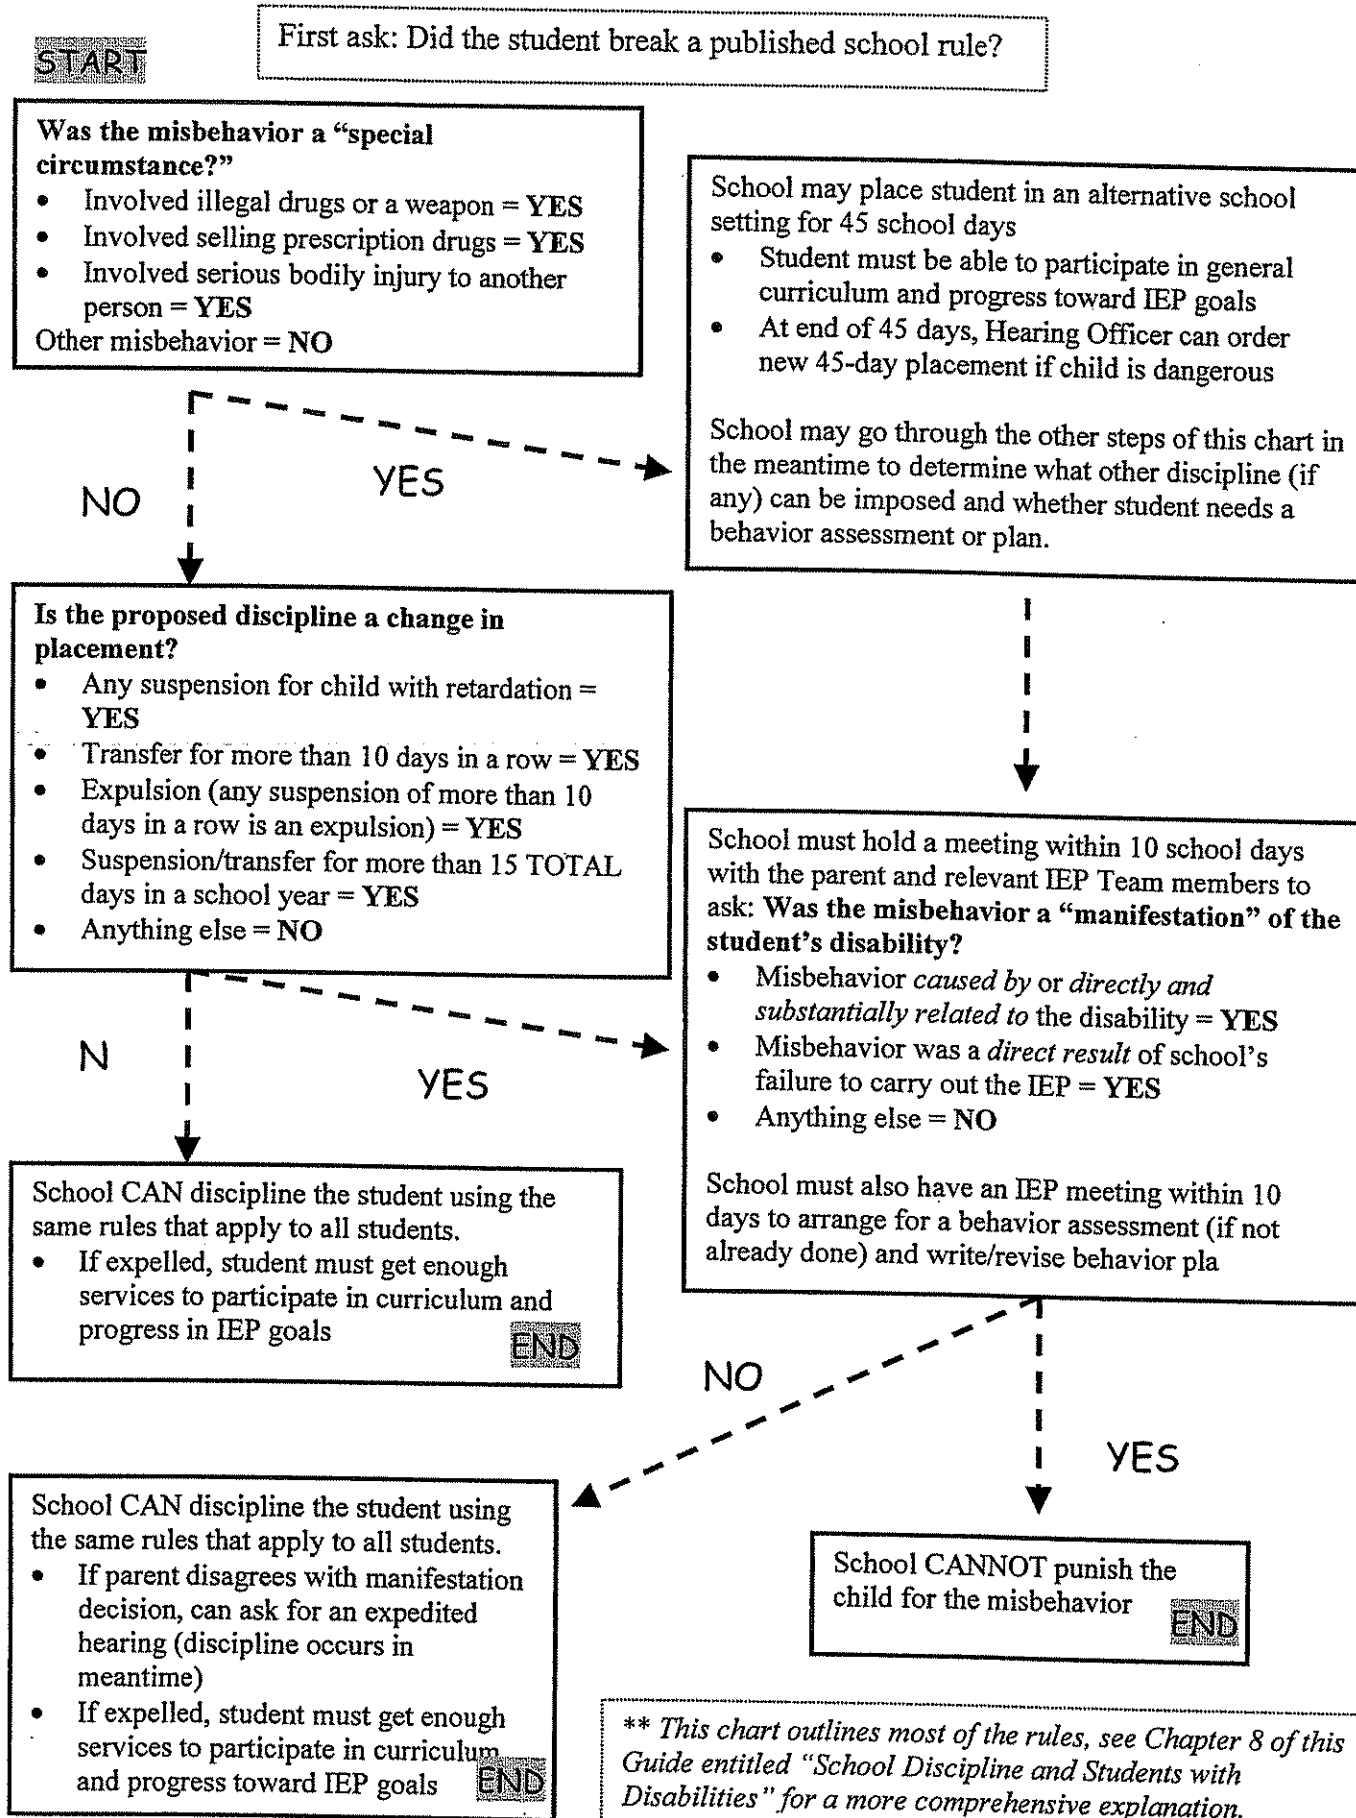 START
First ask: Did the student break a published school rule?
Was the misbehavior a “special
circumstance?”
• Involved illegal drugs or a weapon = YES
• Involved selling prescription drugs = YES
• Involved serious bodily injury to another
person = YES
Other misbehavior = NO
School may place student in an alternative school
setting for 45 school days
• Student must be able to participate in general
curriculum and progress toward IEP goals
• At end of 45 days, Hearing Officer can order
new 45-day placement if child is dangerous
School may go through the other steps of this chart in
the meantime to determine what other discipline (if
any) can be imposed and whether student needs a
behavior assessment or plan.
NO
YES
Is the proposed discipline a change in
placement?
• Any suspension for child with retardation =
YES
• Transfer for more than 10 days in a row = YES
• Expulsion (any suspension of more than 10
days in a row is an expulsion) = YES
• Suspension/transfer for more than 15 TOTAL
days in a school year = YES
• Anything else = NO
School must hold a meeting within 10 school days
with the parent and relevant IEP Team members to
ask: Was the misbehavior a “manifestation” of the
student’s disability?
• Misbehavior caused by or directly and
substantially related to the disability = YES
• Misbehavior was a direct result of school’s
failure to carry out the IEP = YES
• Anything else = NO
School must also have an IEP meeting within 10
days to arrange for a behavior assessment (if not
already done) and write/revise behavior pla
N
YES
School CAN discipline the student using the
same rules that apply to all students.
• If expelled, student must get enough
services to participate in curriculum and
progress in IEP goals
END
NO
YES
School CAN discipline the student using
the same rules that apply to all students.
• If parent disagrees with manifestation
decision, can ask for an expedited
hearing (discipline occurs in
meantime)
• If expelled, student must get enough
services to participate in curriculum
and progress toward IEP goals
END
School CANNOT punish the
child for the misbehavior
END
** This chart outlines most of the rules, see Chapter 8 of this
Guide entitled “School Discipline and Students with
Disabilities” for a more comprehensive explanation.